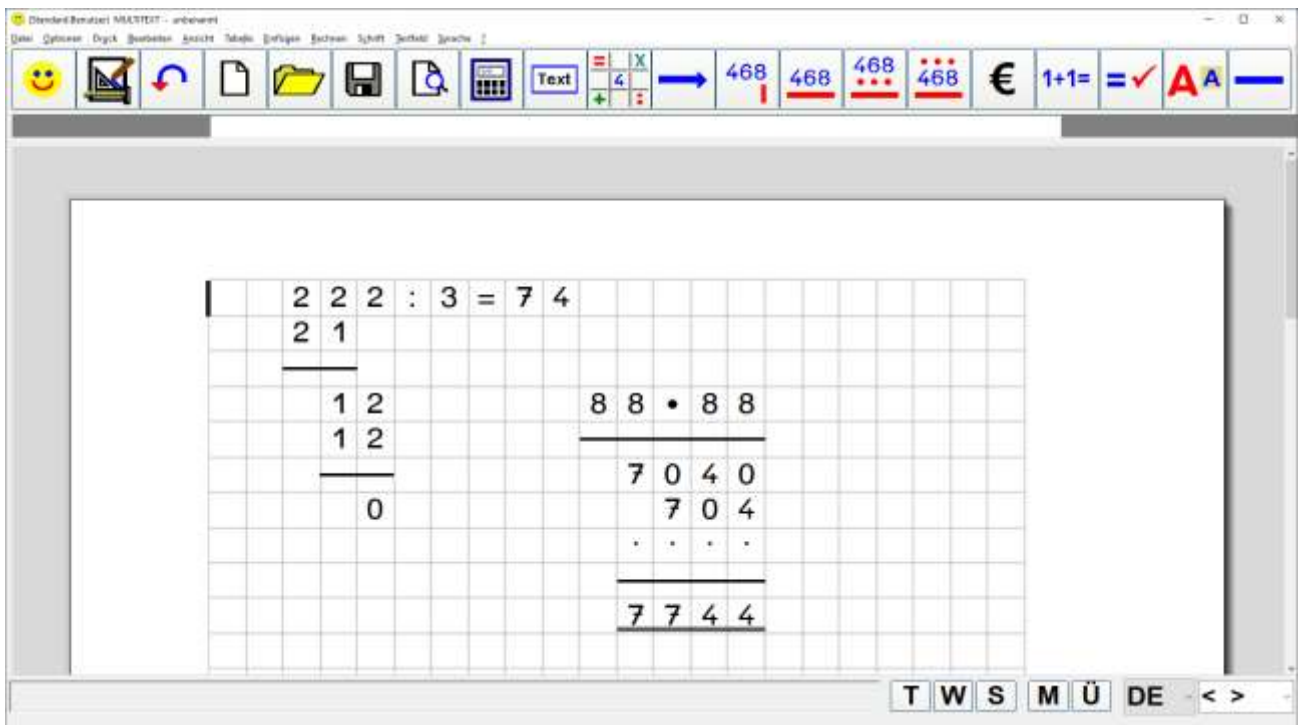 (Standard Benutzer) MULTITEXT - unbenannt
Datei Optionen Druck Bearbeiten Ansicht Tabelle Einfügen Rechnen Schrift Textfeld Sprache ?
Text = X 4 + : 468 468 468 468 € 1+1= = A A
2 2 2 : 3 = 7 4
2 1
1 2
1 2
0
8 8 • 8 8
7 0 4 0
7 0 4
. . . .
7 7 4 4
T W S M Ü DE < >